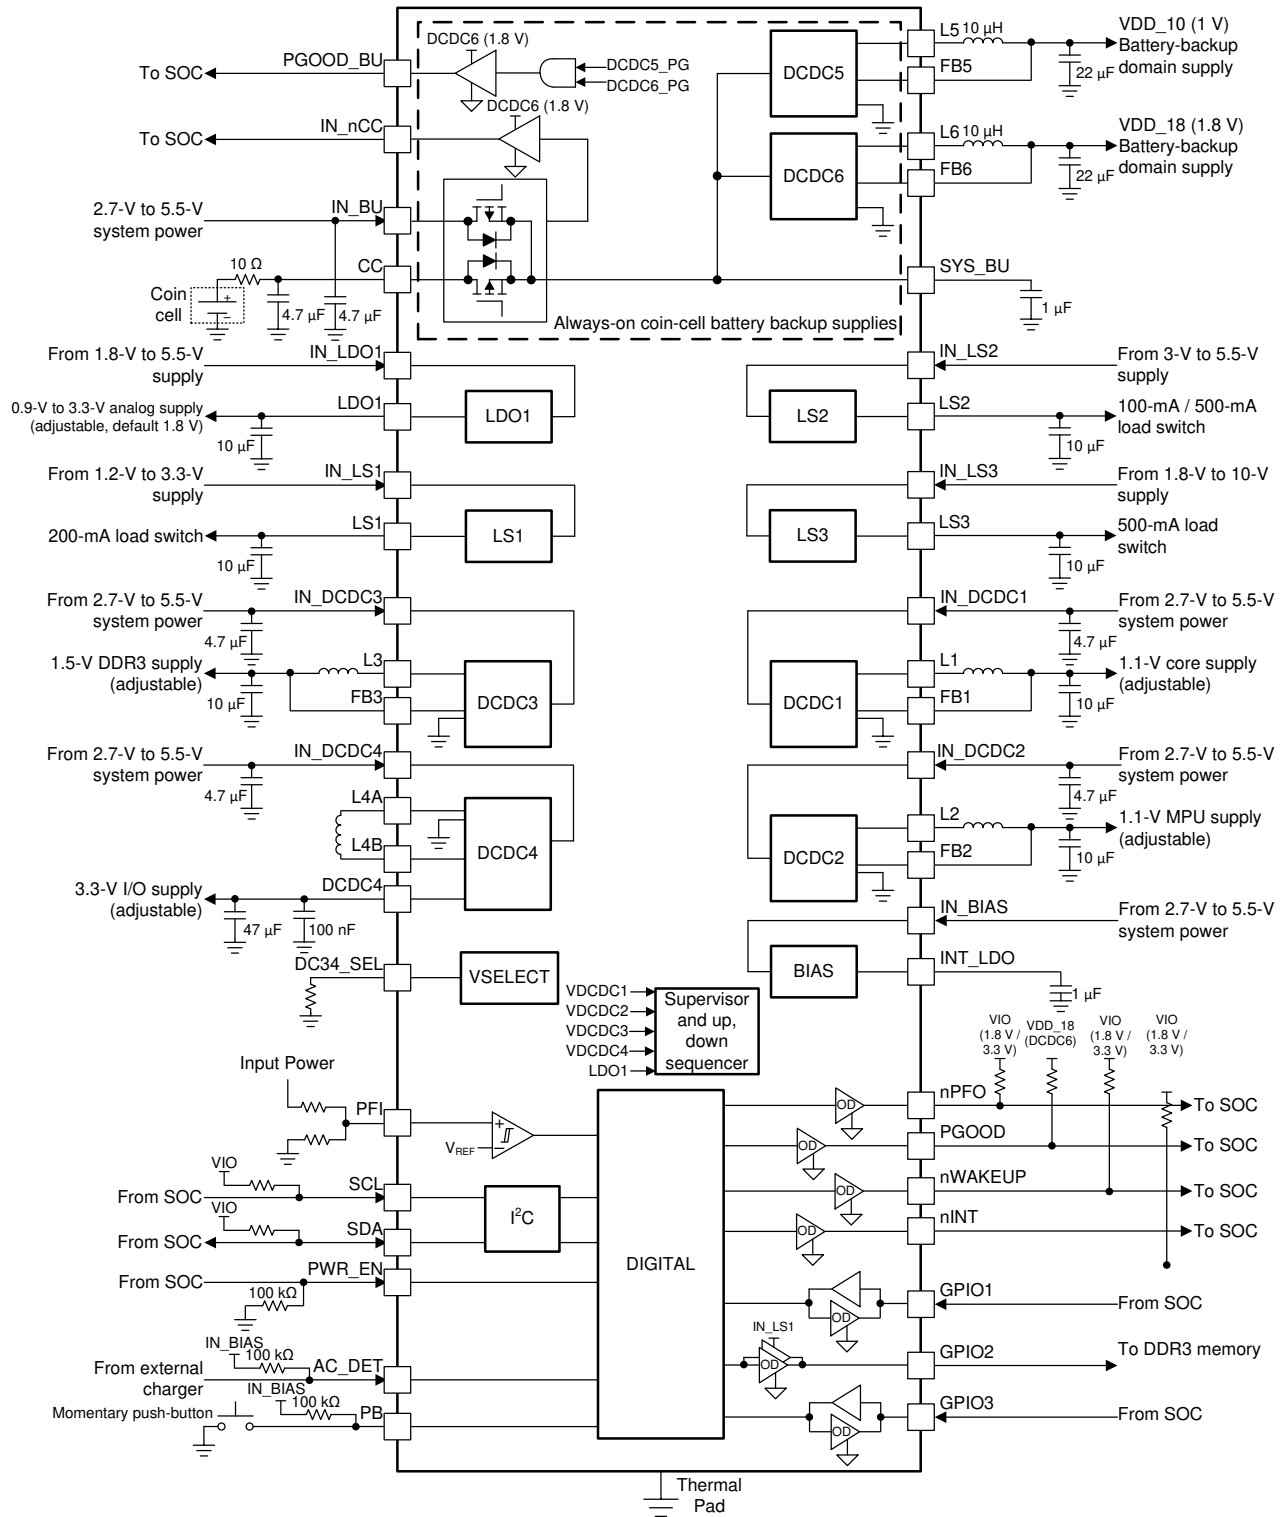 DCDC6 (1.8 V)
PGOOD_BU
To SOC
DCDC5_PG
DCDC6_PG
DCDC6 (1.8 V)
IN_nCC
To SOC
2.7-V to 5.5-V
system power
IN_BU
10 Ω
CC
Coin
cell
+
−
4.7 µF
4.7 µF
Always-on coin-cell battery backup supplies
DCDC5
L5
10 µH
FB5
22 µF
VDD_10 (1 V)
Battery-backup
domain supply
DCDC6
L6
10 µH
FB6
22 µF
VDD_18 (1.8 V)
Battery-backup
domain supply
SYS_BU
1 µF
From 1.8-V to 5.5-V
supply
IN_LDO1
0.9-V to 3.3-V analog supply
(adjustable, default 1.8 V)
LDO1
10 µF
LDO1
IN_LS2
From 3-V to 5.5-V
supply
LS2
LS2
100-mA / 500-mA
load switch
10 µF
From 1.2-V to 3.3-V
supply
IN_LS1
200-mA load switch
LS1
10 µF
LS1
IN_LS3
From 1.8-V to 10-V
supply
LS3
LS3
500-mA load
switch
10 µF
From 2.7-V to 5.5-V
system power
IN_DCDC3
4.7 µF
1.5-V DDR3 supply
(adjustable)
L3
10 µF
FB3
DCDC3
IN_DCDC1
From 2.7-V to 5.5-V
system power
4.7 µF
DCDC1
L1
FB1
1.1-V core supply
(adjustable)
10 µF
From 2.7-V to 5.5-V
system power
IN_DCDC4
4.7 µF
L4A
L4B
DCDC4
DCDC4
3.3-V I/O supply
(adjustable)
47 µF
100 nF
IN_DCDC2
From 2.7-V to 5.5-V
system power
4.7 µF
DCDC2
L2
FB2
1.1-V MPU supply
(adjustable)
10 µF
IN_BIAS
From 2.7-V to 5.5-V
system power
BIAS
INT_LDO
1 µF
DC34_SEL
VSELECT
VDCDC1
VDCDC2
VDCDC3
VDCDC4
LDO1
Supervisor
and up,
down
sequencer
VIO
(1.8 V /
3.3 V)
VDD_18
(DCDC6)
VIO
(1.8 V /
3.3 V)
VIO
(1.8 V /
3.3 V)
Input Power
PFI
+
−
VREF
VIO
From SOC
SCL
VIO
From SOC
SDA
I²C
From SOC
PWR_EN
100 kΩ
IN_BIAS
100 kΩ
From external
charger
AC_DET
IN_BIAS
100 kΩ
Momentary push-button
PB
DIGITAL
OD
nPFO
To SOC
OD
PGOOD
To SOC
OD
nWAKEUP
To SOC
OD
nINT
To SOC
OD
GPIO1
From SOC
IN_LS1
OD
GPIO2
To DDR3 memory
OD
GPIO3
From SOC
Thermal
Pad